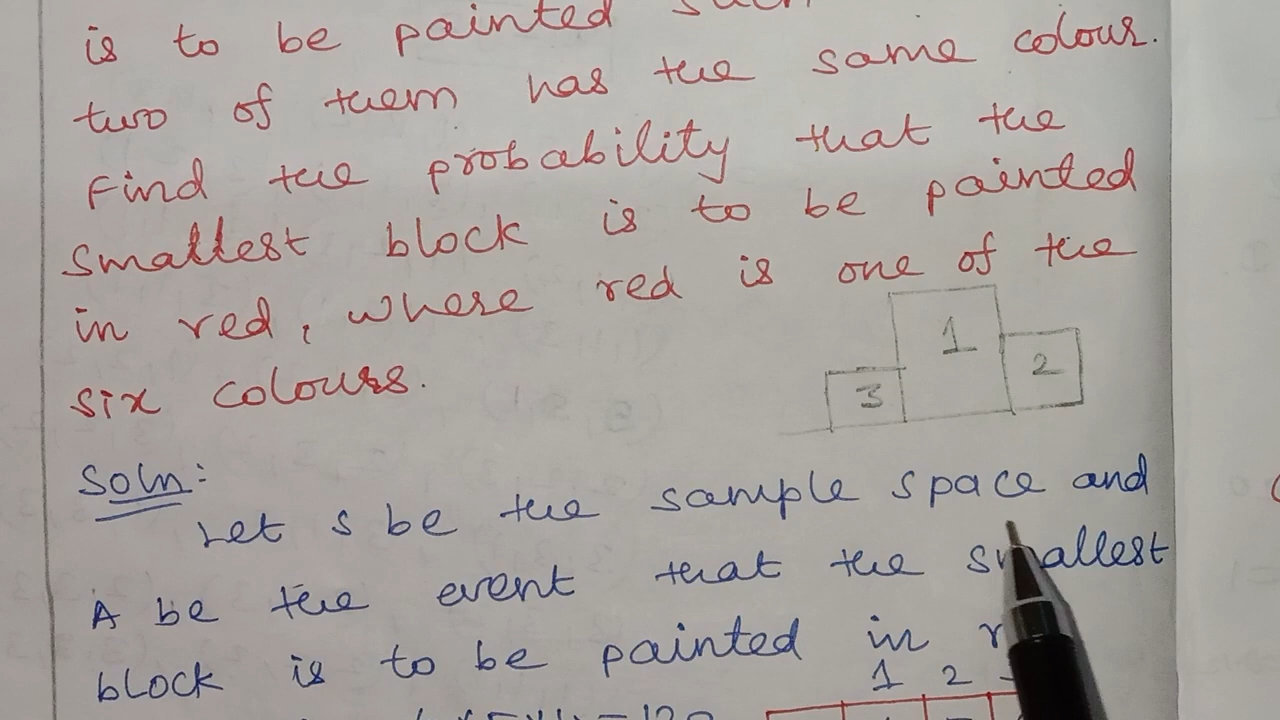 is to be painted such
two of them has the same colour.
Find the probability that the
smallest block is to be painted
in red, where red is one of the
six colours.
1
2
3
Soln:
Let S be the sample space and
A be the event that the smallest
block is to be painted in
1 2